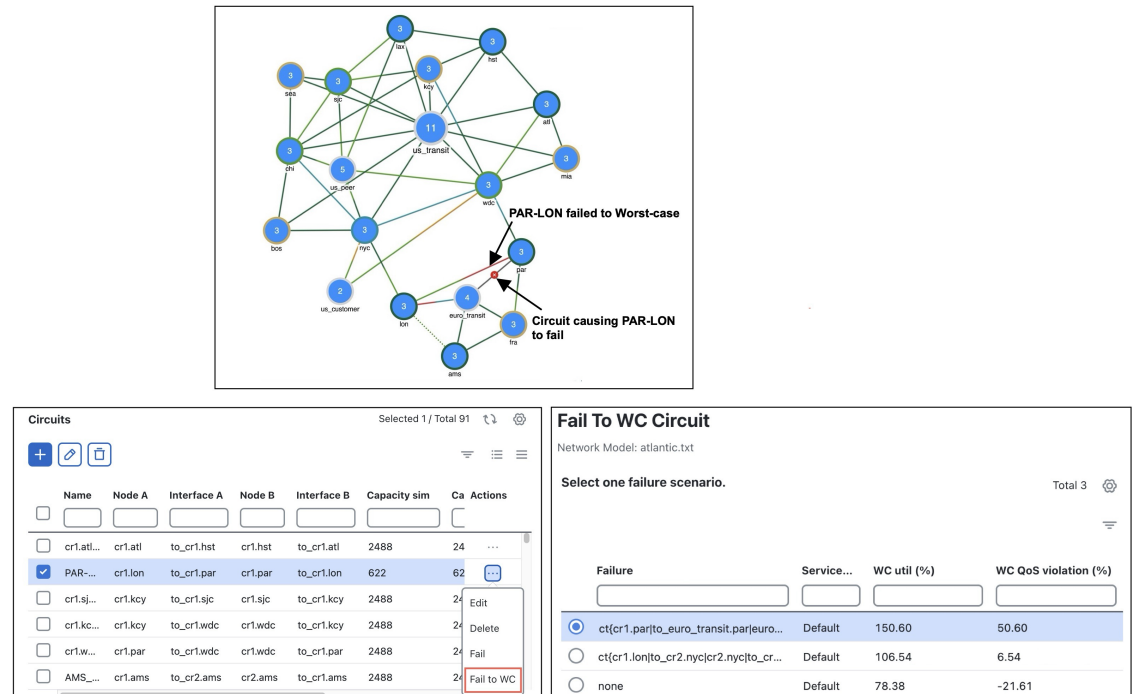 3
lax
3
hst
3
kcy
3
sea
3
sjc
3
atl
11
us_transit
3
chi
3
mia
5
us_peer
3
wdc
PAR-LON failed to Worst-case
3
bos
3
nyc
3
par
2
us_customer
4
euro_transit
3
lon
Circuit causing PAR-LON
to fail
3
fra
3
ams
Circuits
Selected 1 / Total 91
Name Node A Interface A Node B Interface B Capacity sim Ca Actions
cr1.atl... cr1.atl to_cr1.hst cr1.hst to_cr1.atl 2488 24 ...
PAR-... cr1.lon to_cr1.par cr1.par to_cr1.lon 622 62 ...
cr1.sj... cr1.kcy to_cr1.sjc cr1.sjc to_cr1.kcy 2488 24
cr1.kc... cr1.kcy to_cr1.wdc cr1.wdc to_cr1.kcy 2488 24
cr1.w... cr1.par to_cr1.wdc cr1.wdc to_cr1.par 2488 24
AMS_... cr1.ams to_cr2.ams cr2.ams to_cr1.ams 2488 24
Edit
Delete
Fail
Fail to WC
Fail To WC Circuit
Network Model: atlantic.txt
Select one failure scenario.
Total 3
Failure Service... WC util (%) WC QoS violation (%)
ct{cr1.par|to_euro_transit.par|euro... Default 150.60 50.60
ct{cr1.lon|to_cr2.nyc|cr2.nyc|to_cr... Default 106.54 6.54
none Default 78.38 -21.61